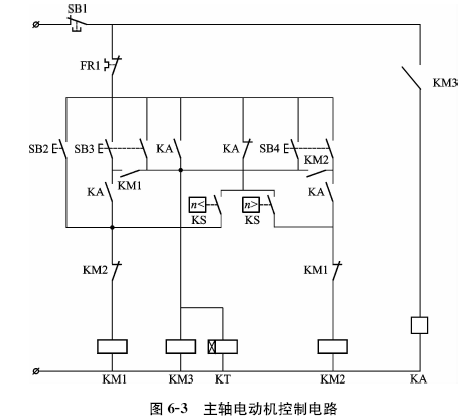 SB1
FR1
KM3
SB2 SB3 KA KA SB4 KM2
KM1
KA KA
n< n>
KS KS
KM2 KM1
KM1 KM3 KT KM2 KA
图 6-3 主轴电动机控制电路